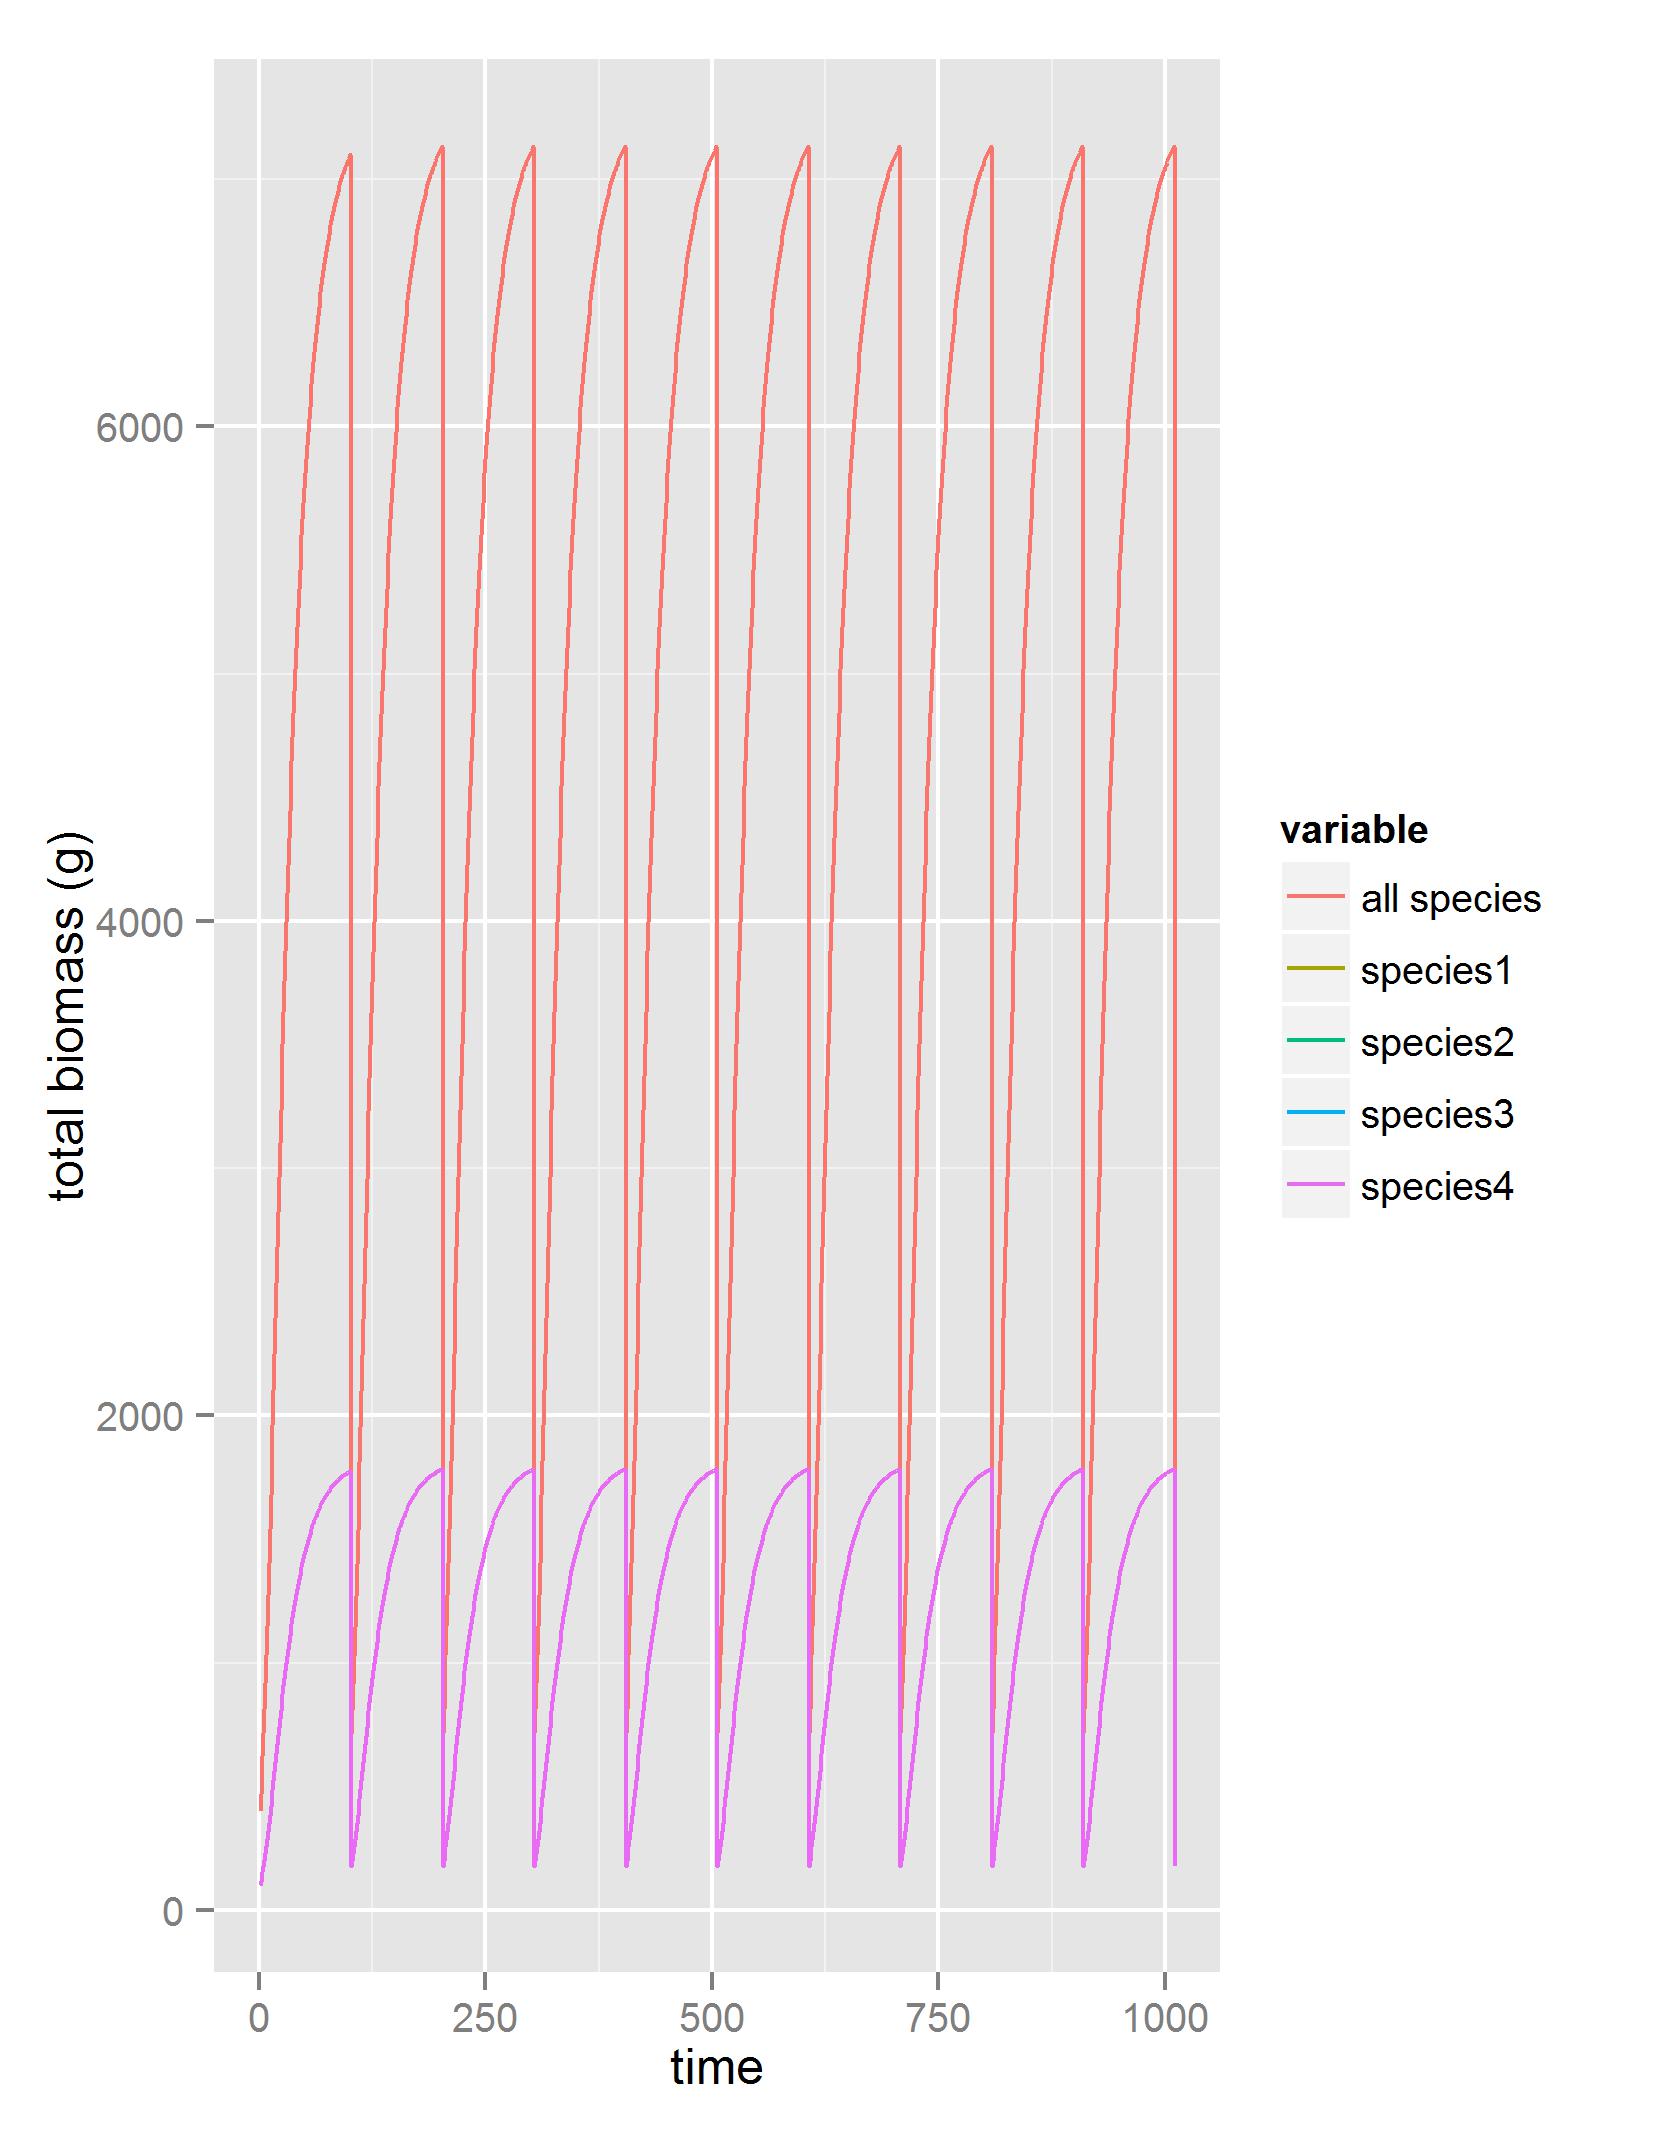 total biomass (g)
6000
4000
2000
0
0 250 500 750 1000
time
variable
all species
species1
species2
species3
species4